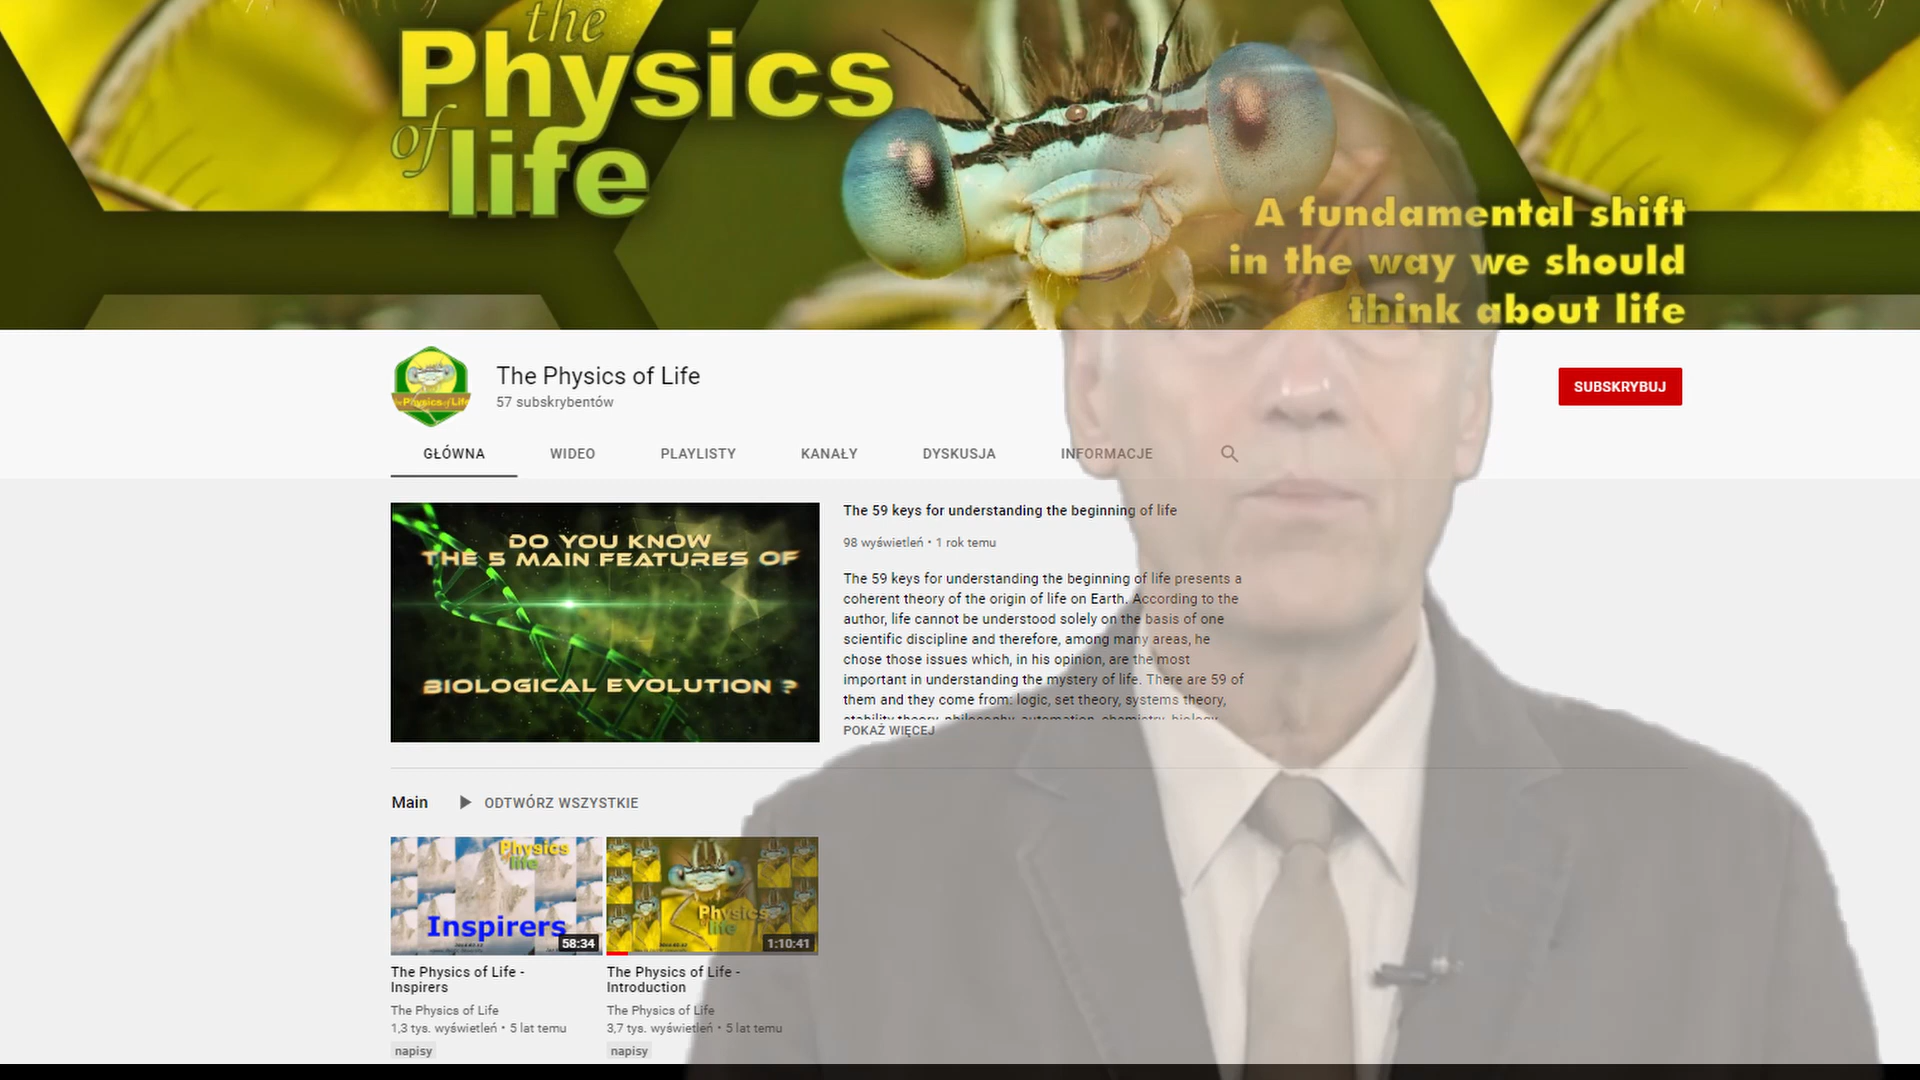 the
Physics
of
life
A fundamental shift
in the way we should
think about life
The Physics of Life
57 subskrybentów
SUBSKRYBUJ
GŁÓWNA WIDEO PLAYLISTY KANAŁY DYSKUSJA INFORMACJE
DO YOU KNOW
THE 5 MAIN FEATURES OF
BIOLOGICAL EVOLUTION ?
The 59 keys for understanding the beginning of life
98 wyświetleń • 1 rok temu
The 59 keys for understanding the beginning of life presents a
coherent theory of the origin of life on Earth. According to the
author, life cannot be understood solely on the basis of one
scientific discipline and therefore, among many areas, he
chose those issues which, in his opinion, are the most
important in understanding the mystery of life. There are 59 of
them and they come from: logic, set theory, systems theory,
stability theory, philosophy, automation, chemistry, biology,
POKAŻ WIĘCEJ
Main ODTWÓRZ WSZYSTKIE
Physics
life
Inspirers
58:34
Physics
life
1:10:41
The Physics of Life -
Inspirers
The Physics of Life
1,3 tys. wyświetleń • 5 lat temu
napisy
The Physics of Life -
Introduction
The Physics of Life
3,7 tys. wyświetleń • 5 lat temu
napisy